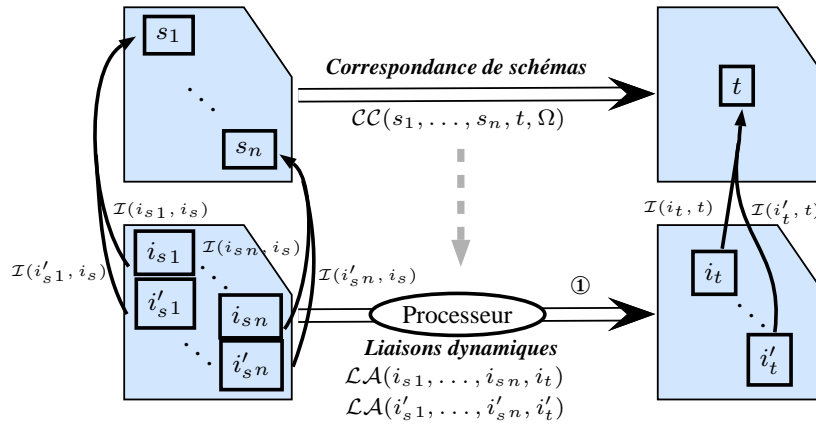 s₁
Correspondance de schémas
t
. . .
𝒞𝒞(s₁, . . . , sₙ, t, Ω)
sₙ
ℐ(iₛ₁, iₛ)
ℐ(iₜ, t)
ℐ(i′ₜ, t)
ℐ(i′ₛ₁, iₛ)
iₛ₁
ℐ(iₛₙ, iₛ)
ℐ(i′ₛₙ, iₛ)
iₜ
. . .
i′ₛ₁
①
iₛₙ
Processeur
. . .
. . .
i′ₛₙ
Liaisons dynamiques
i′ₜ
ℒ𝒜(iₛ₁, . . . , iₛₙ, iₜ)
ℒ𝒜(i′ₛ₁, . . . , i′ₛₙ, i′ₜ)